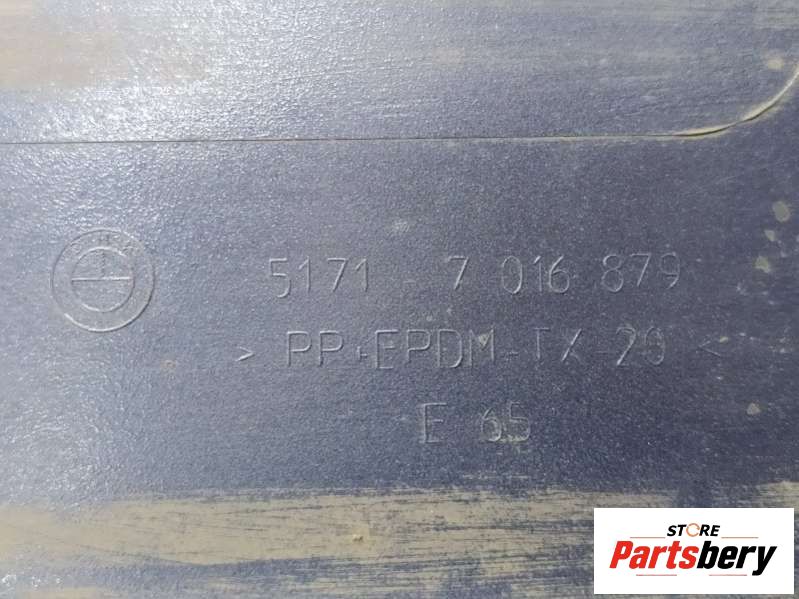 5171 - 7 016 879
> PP+EPDM-TX-20 <
E 65
STORE
Partsbery